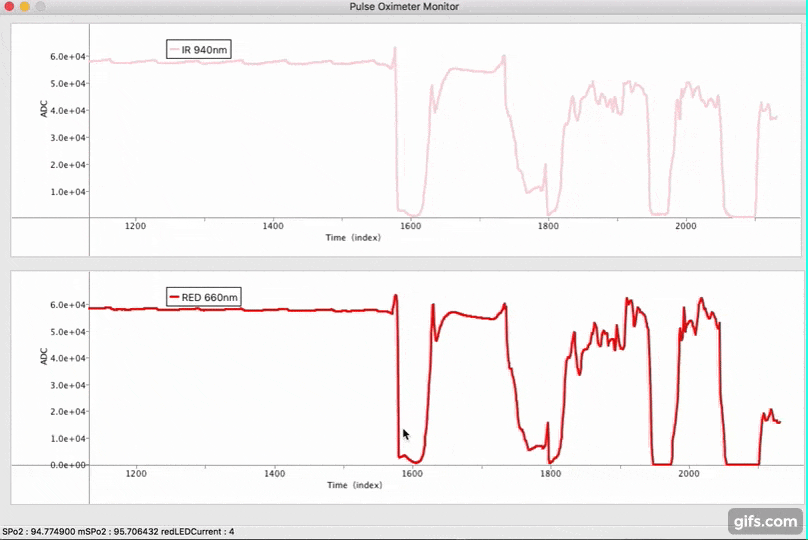 Pulse Oximeter Monitor
IR 940nm
6.0e+04
5.0e+04
4.0e+04
3.0e+04
2.0e+04
1.0e+04
ADC
1200 1400 1600 1800 2000
Time (index)
RED 660nm
6.0e+04
5.0e+04
4.0e+04
3.0e+04
2.0e+04
1.0e+04
0.0e+00
ADC
1200 1400 1600 1800 2000
Time (index)
SPo2 : 94.774900 mSPo2 : 95.706432 redLEDCurrent : 4
gifs.com